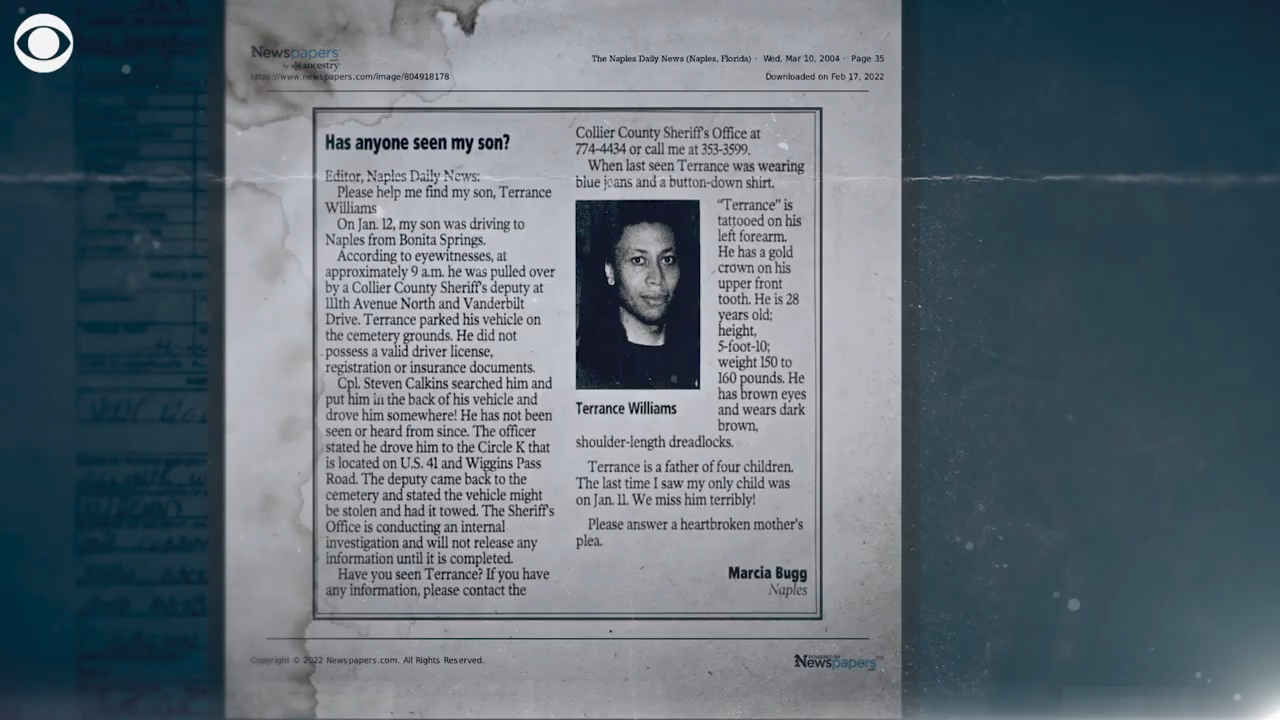 Newspapers
by Ancestry
The Naples Daily News (Naples, Florida) · Wed, Mar 10, 2004 · Page 35
https://www.newspapers.com/image/804918178
Downloaded on Feb 17, 2022
Has anyone seen my son?
Editor, Naples Daily News:
Please help me find my son, Terrance
Williams
On Jan. 12, my son was driving to
Naples from Bonita Springs.
According to eyewitnesses, at
approximately 9 a.m. he was pulled over
by a Collier County Sheriff's deputy at
111th Avenue North and Vanderbilt
Drive. Terrance parked his vehicle on
the cemetery grounds. He did not
possess a valid driver license,
registration or insurance documents.
Cpl. Steven Calkins searched him and
put him in the back of his vehicle and
drove him somewhere! He has not been
seen or heard from since. The officer
stated he drove him to the Circle K that
is located on U.S. 41 and Wiggins Pass
Road. The deputy came back to the
cemetery and stated the vehicle might
be stolen and had it towed. The Sheriff's
Office is conducting an internal
investigation and will not release any
information until it is completed.
Have you seen Terrance? If you have
any information, please contact the
Collier County Sheriff's Office at
774-4434 or call me at 353-3599.
When last seen Terrance was wearing
blue jeans and a button-down shirt.
"Terrance" is
tattooed on his
left forearm.
He has a gold
crown on his
upper front
tooth. He is 28
years old;
height,
5-foot-10;
weight 150 to
160 pounds. He
has brown eyes
and wears dark
brown,
shoulder-length dreadlocks.
Terrance Williams
Terrance is a father of four children.
The last time I saw my only child was
on Jan. 11. We miss him terribly!
Please answer a heartbroken mother's
plea.
Marcia Bugg
Naples
Copyright © 2022 Newspapers.com. All Rights Reserved.
POWERED BY
Newspapers